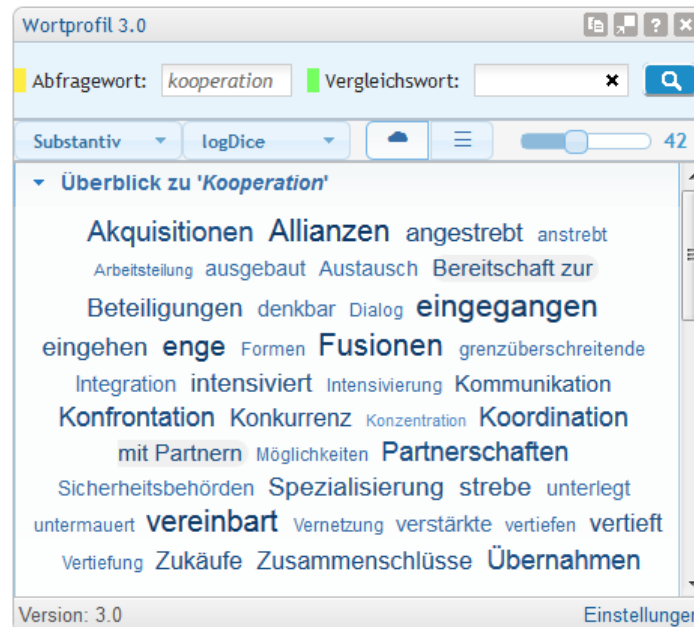 Wortprofil 3.0
Abfragewort: kooperation Vergleichswort:
Substantiv logDice 42
Überblick zu 'Kooperation'
Akquisitionen Allianzen angestrebt anstrebt
Arbeitsteilung ausgebaut Austausch Bereitschaft zur
Beteiligungen denkbar Dialog eingegangen
eingehen enge Formen Fusionen grenzüberschreitende
Integration intensiviert Intensivierung Kommunikation
Konfrontation Konkurrenz Konzentration Koordination
mit Partnern Möglichkeiten Partnerschaften
Sicherheitsbehörden Spezialisierung strebe unterlegt
untermauert vereinbart Vernetzung verstärkte vertiefen vertieft
Vertiefung Zukäufe Zusammenschlüsse Übernahmen
Version: 3.0 Einstellungen